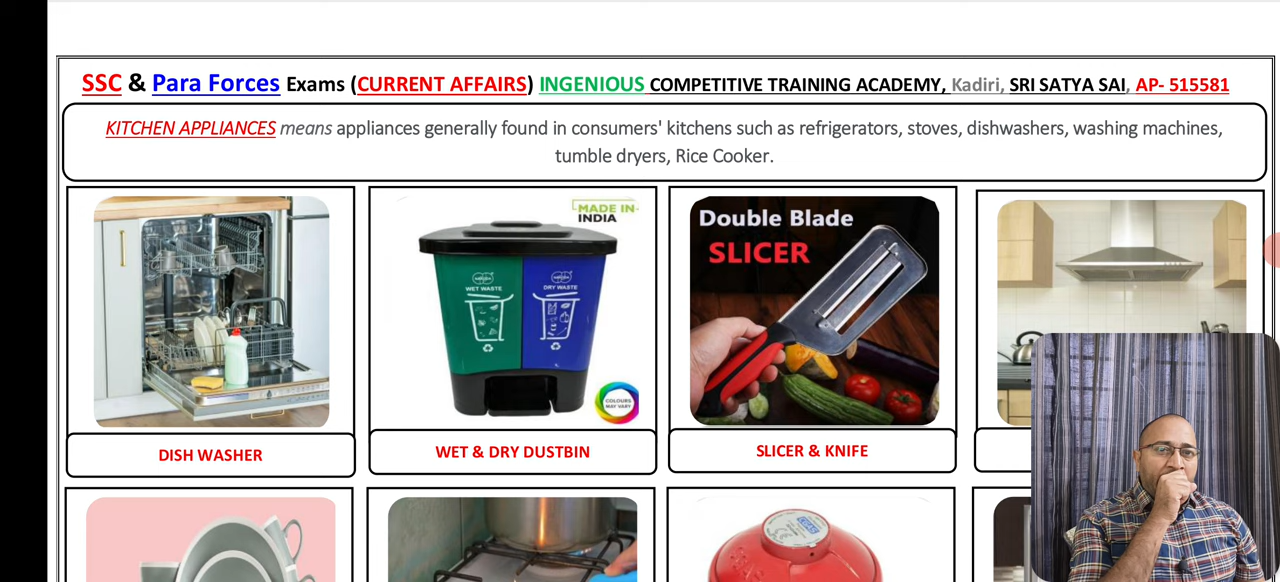 SSC & Para Forces Exams (CURRENT AFFAIRS) INGENIOUS COMPETITIVE TRAINING ACADEMY, Kadiri, SRI SATYA SAI, AP- 515581
KITCHEN APPLIANCES means appliances generally found in consumers' kitchens such as refrigerators, stoves, dishwashers, washing machines,
tumble dryers, Rice Cooker.
MADE IN
INDIA
WET WASTE
DRY WASTE
COLOURS
MAY VARY
Double Blade
SLICER
DISH WASHER
WET & DRY DUSTBIN
SLICER & KNIFE